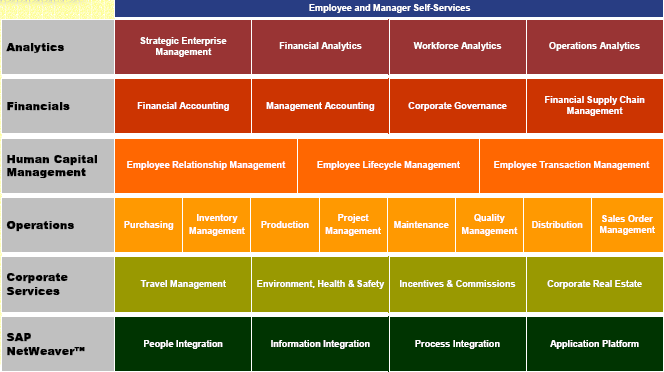 Employee and Manager Self-Services
Analytics
Strategic Enterprise
Management
Financial Analytics
Workforce Analytics
Operations Analytics
Financials
Financial Accounting
Management Accounting
Corporate Governance
Financial Supply Chain
Management
Human Capital
Management
Employee Relationship Management
Employee Lifecycle Management
Employee Transaction Management
Operations
Purchasing
Inventory
Management
Production
Project
Management
Maintenance
Quality
Management
Distribution
Sales Order
Management
Corporate
Services
Travel Management
Environment, Health & Safety
Incentives & Commissions
Corporate Real Estate
SAP
NetWeaver™
People Integration
Information Integration
Process Integration
Application Platform